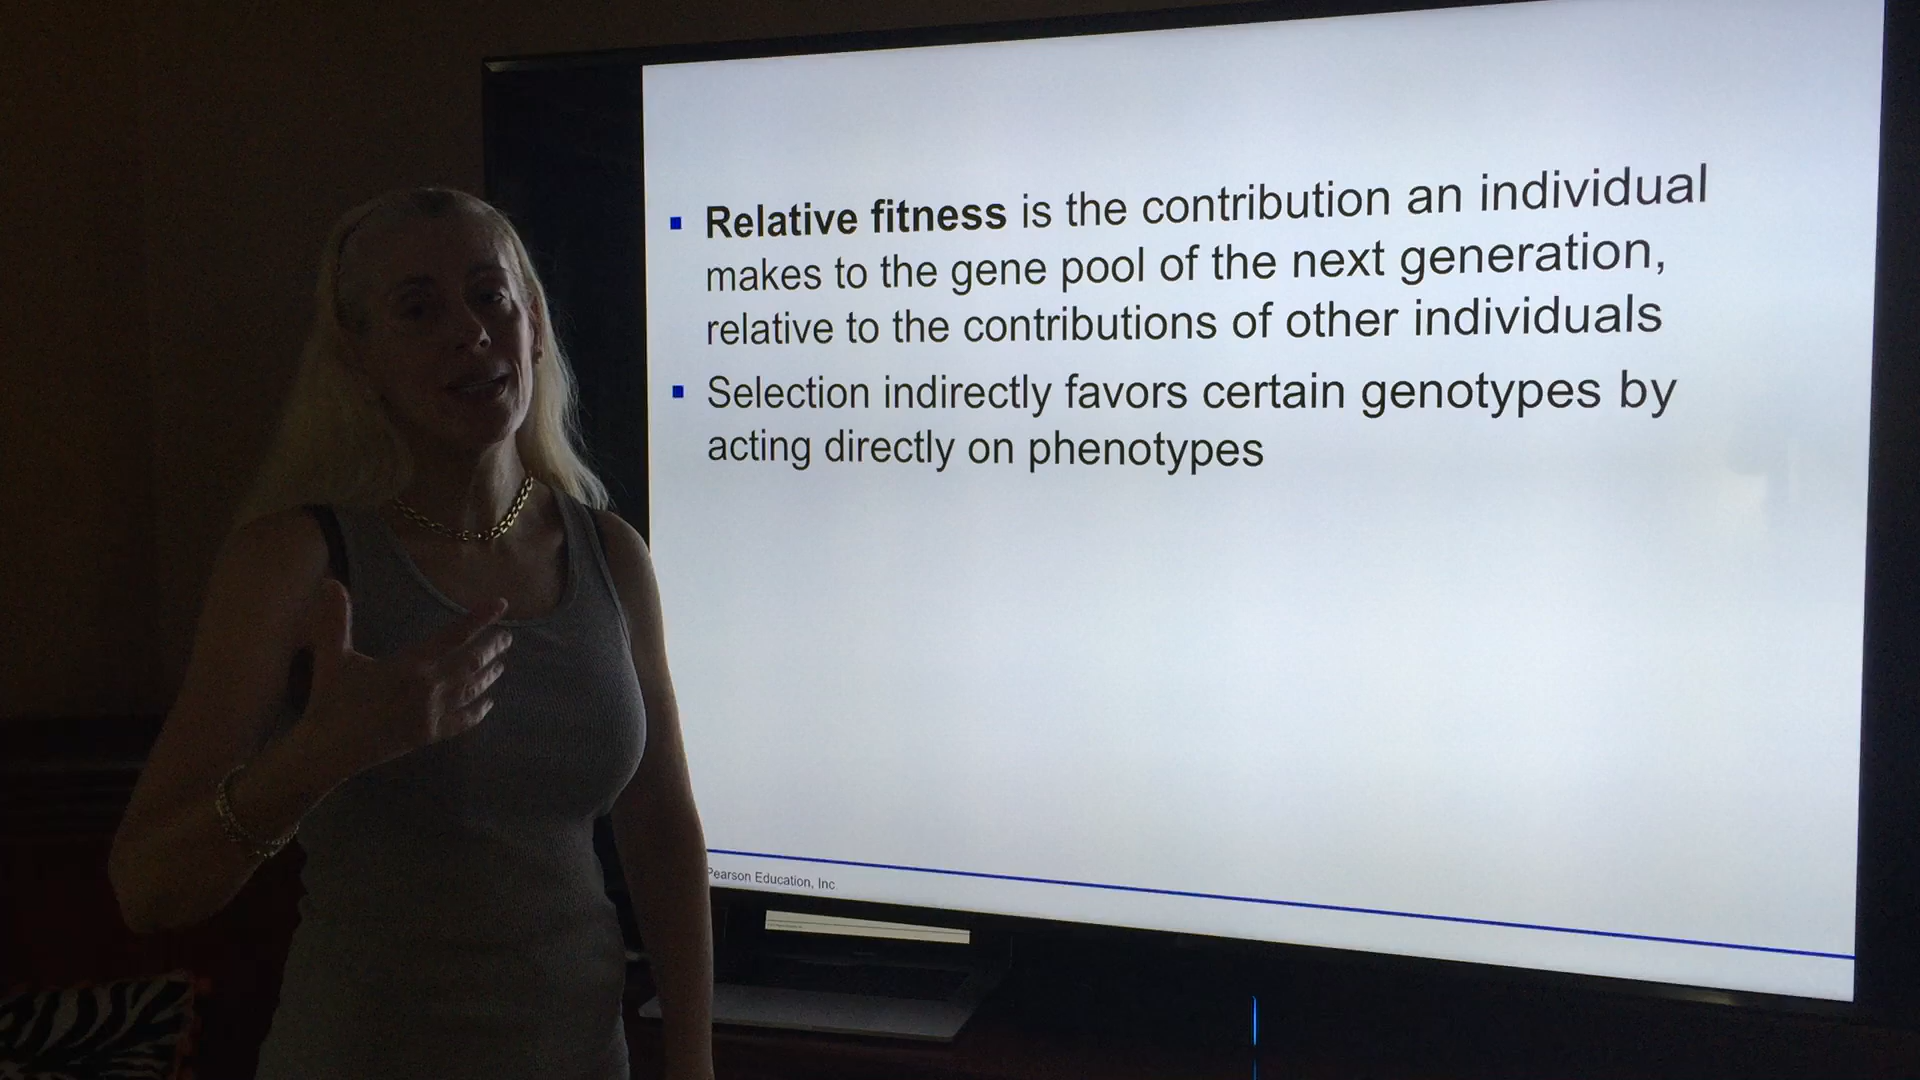 Relative fitness is the contribution an individual
makes to the gene pool of the next generation,
relative to the contributions of other individuals
Selection indirectly favors certain genotypes by
acting directly on phenotypes
Pearson Education, Inc